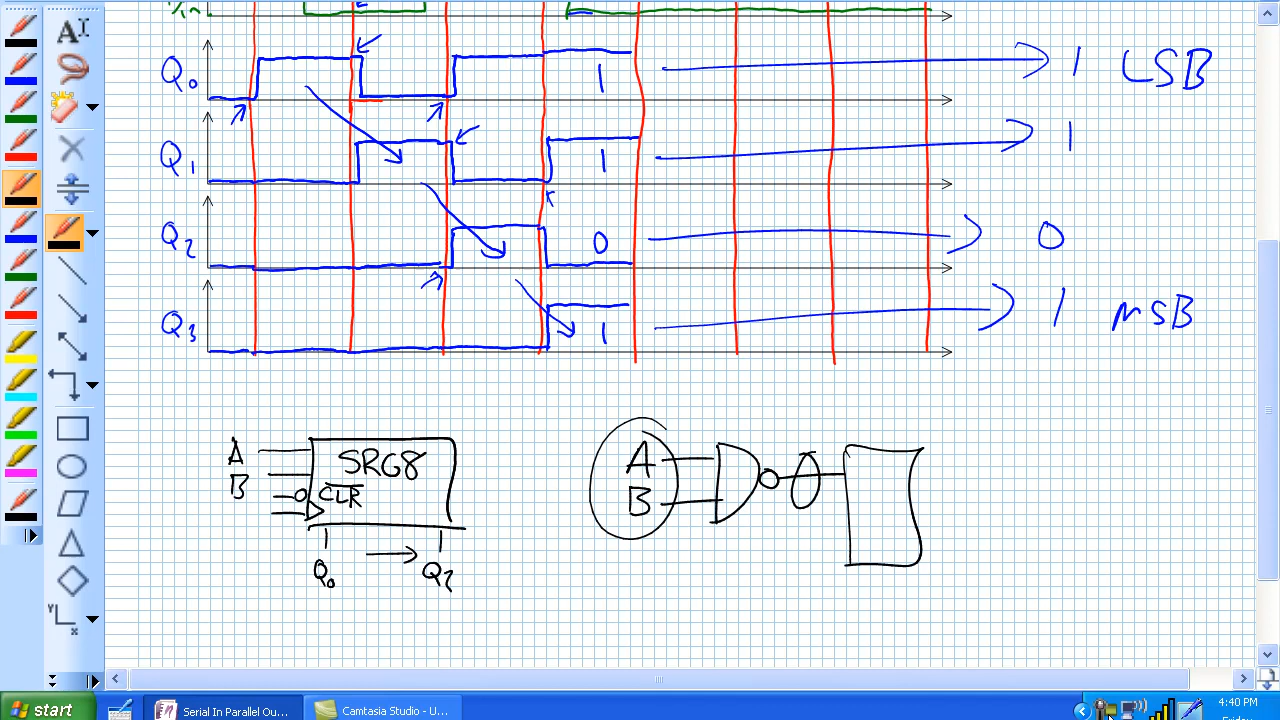 Q0 1 1 LSB
Q1 1 1
Q2 0 0
Q3 1 1 MSB
A
B
SRG8
CLR
Q0 → Q7
A
B
start
Serial In Parallel Ou...
Camtasia Studio - U...
4:40 PM
Friday